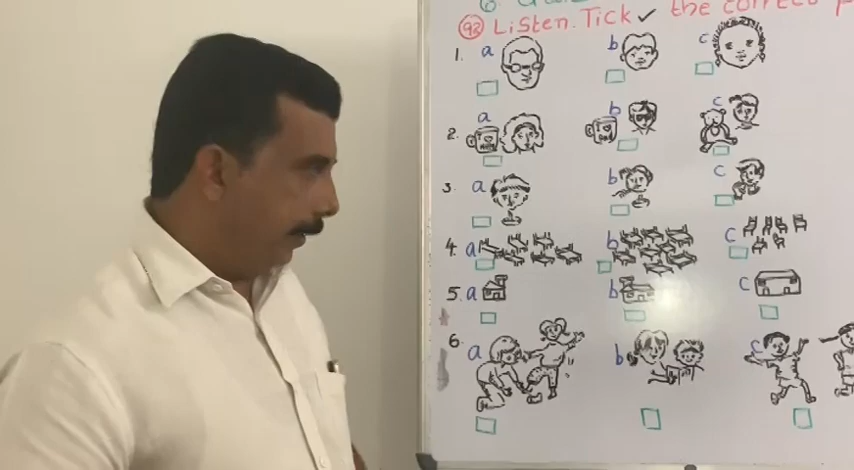 92 Listen. Tick ✓ the correct
1. a b c
2. a b c
3. a b c
4. a b c
5. a b c
6. a b c